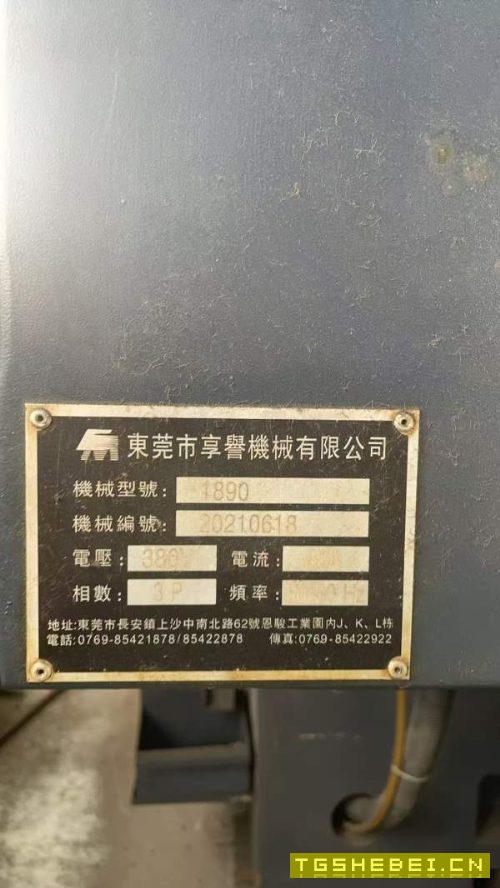 東莞市享譽機械有限公司
機械型號: 1890
機械編號: 20210618
電壓: 380V 電流:
相數: 3 P 頻率: Hz
地址:東莞市長安鎮上沙中南北路62號恩駿工業園内J、K、L栋
電話:0769-85421878/85422878 傳真:0769-85422922
TGSHEBEI.CN